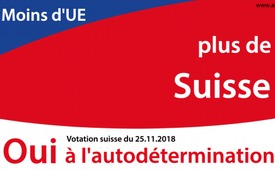 Moins d'UE
plus de
Suisse
Votation suisse du 25.11.2018
Oui à l'autodétermination